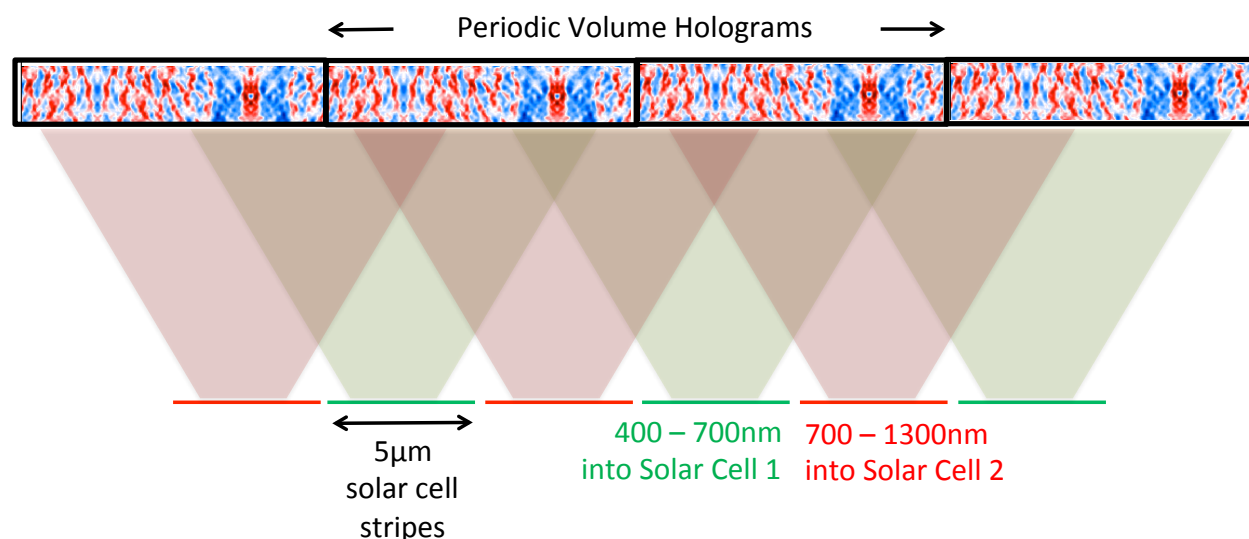 Periodic Volume Holograms
5μm
solar cell
stripes
400 – 700nm
into Solar Cell 1
700 – 1300nm
into Solar Cell 2